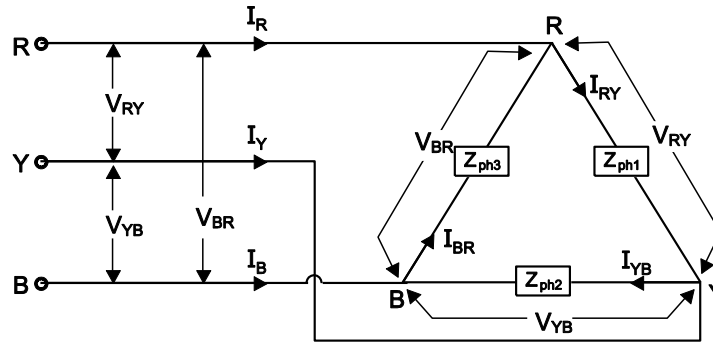 I_R
R
R
V_RY
I_RY
I_Y
V_BR
Z_ph3
Z_ph1
V_RY
Y
V_YB
V_BR
I_BR
I_B
I_YB
B
B
Z_ph2
Y
V_YB